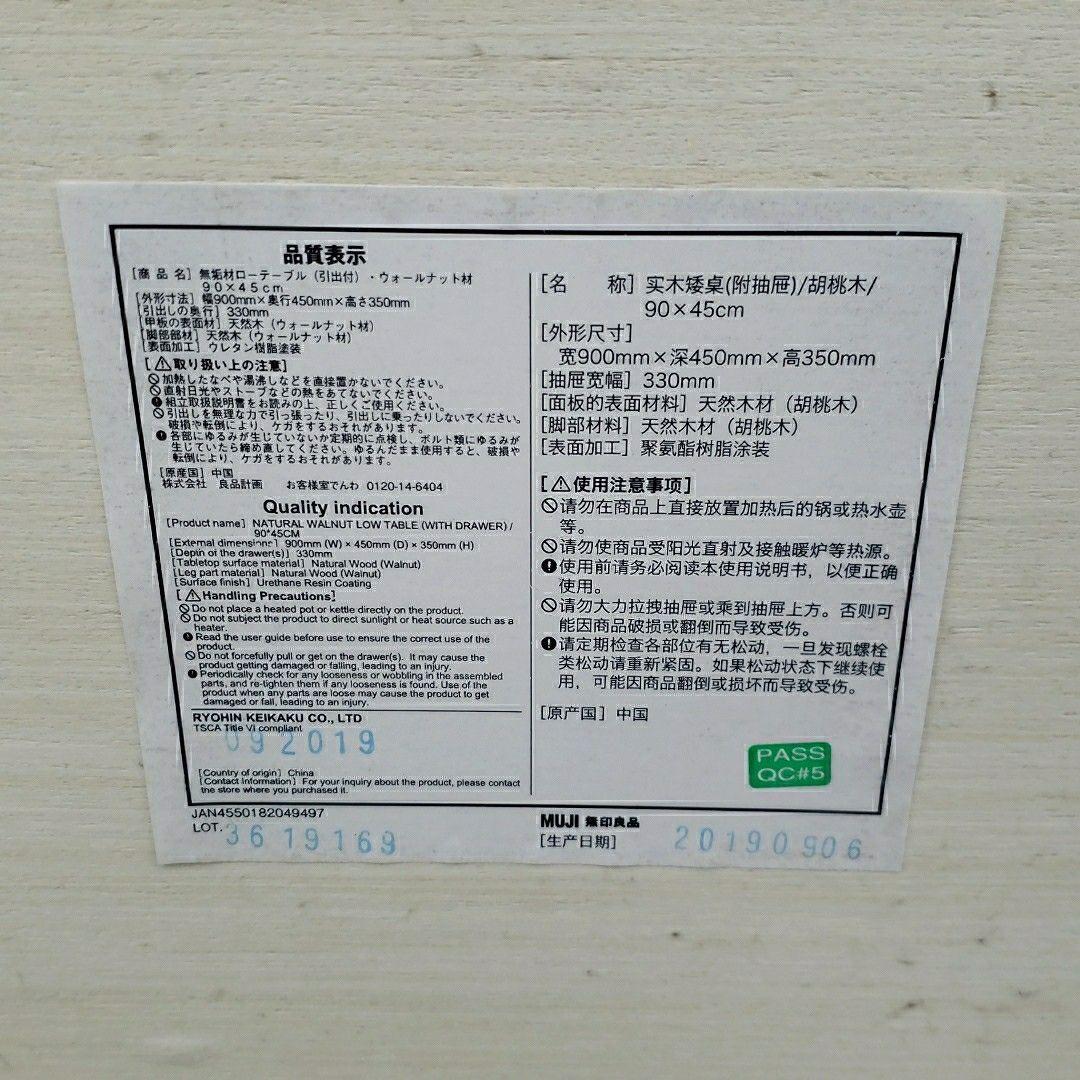 品質表示
[商 品 名] 無垢材ローテーブル(引出付)・ウォールナット材
90×45cm
[外形寸法] 幅900mm×奥行450mm×高さ350mm
[引出しの奥行] 330mm
[甲板の表面材] 天然木(ウォールナット材)
[脚部部材] 天然木(ウォールナット材)
[表面加工] ウレタン樹脂塗装
[⚠取り扱い上の注意]
加熱したなべや湯沸しなどを直接置かないでください。
直射日光やストーブなどの熱をあてないでください。
組立取扱説明書をお読みの上、正しくご使用ください。
引出しを無理な力で引っ張ったり、引出しに乗ったりしないでください。
破損や転倒により、ケガをするおそれがあります。
各部にゆるみが生じていないか定期的に点検し、ボルト類にゆるみが
生じていたら締め直してください。ゆるんだまま使用すると、破損や
転倒により、ケガをするおそれがあります。
[原産国] 中国
株式会社 良品計画 お客様室でんわ 0120-14-6404
Quality indication
[Product name] NATURAL WALNUT LOW TABLE (WITH DRAWER) /
90*45CM
[External dimensions] 900mm (W) × 450mm (D) × 350mm (H)
[Depth of the drawer(s)] 330mm
[Tabletop surface material] Natural Wood (Walnut)
[Leg part material] Natural Wood (Walnut)
[Surface finish] Urethane Resin Coating
[⚠Handling Precautions]
Do not place a heated pot or kettle directly on the product.
Do not subject the product to direct sunlight or heat source such as a
heater.
Read the user guide before use to ensure the correct use of the
product.
Do not forcefully pull or get on the drawer(s). It may cause the
product getting damaged or falling, leading to an injury.
Periodically check for any looseness or wobbling in the assembled
parts, and re-tighten them if any looseness is found. Use of the
product when any parts are loose may cause the product to get
damaged or fall, leading to an injury.
RYOHIN KEIKAKU CO., LTD
TSCA Title VI compliant
092019
[Country of origin] China
[Contact Information] For your inquiry about the product, please contact
the store where you purchased it.
JAN4550182049497
LOT. 3619169
[名 称] 实木矮桌(附抽屉)/胡桃木/
90×45cm
[外形尺寸]
宽900mm×深450mm×高350mm
[抽屉宽幅] 330mm
[面板的表面材料] 天然木材(胡桃木)
[脚部材料] 天然木材(胡桃木)
[表面加工] 聚氨酯树脂涂装
[⚠使用注意事项]
请勿在商品上直接放置加热后的锅或热水壶
等。
请勿使商品受阳光直射及接触暖炉等热源。
使用前请务必阅读本使用说明书，以便正确
使用。
请勿大力拉拽抽屉或乘到抽屉上方。否则可
能因商品破损或翻倒而导致受伤。
请定期检查各部位有无松动，一旦发现螺栓
类松动请重新紧固。如果松动状态下继续使
用，可能因商品翻倒或损坏而导致受伤。
[原产国] 中国
PASS
QC#5
MUJI 無印良品
[生产日期] 20190906